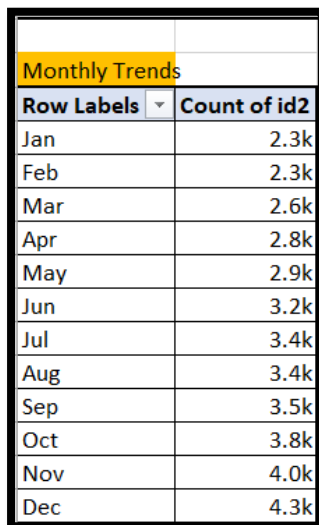 Monthly Trends
Row Labels Count of id2
Jan 2.3k
Feb 2.3k
Mar 2.6k
Apr 2.8k
May 2.9k
Jun 3.2k
Jul 3.4k
Aug 3.4k
Sep 3.5k
Oct 3.8k
Nov 4.0k
Dec 4.3k